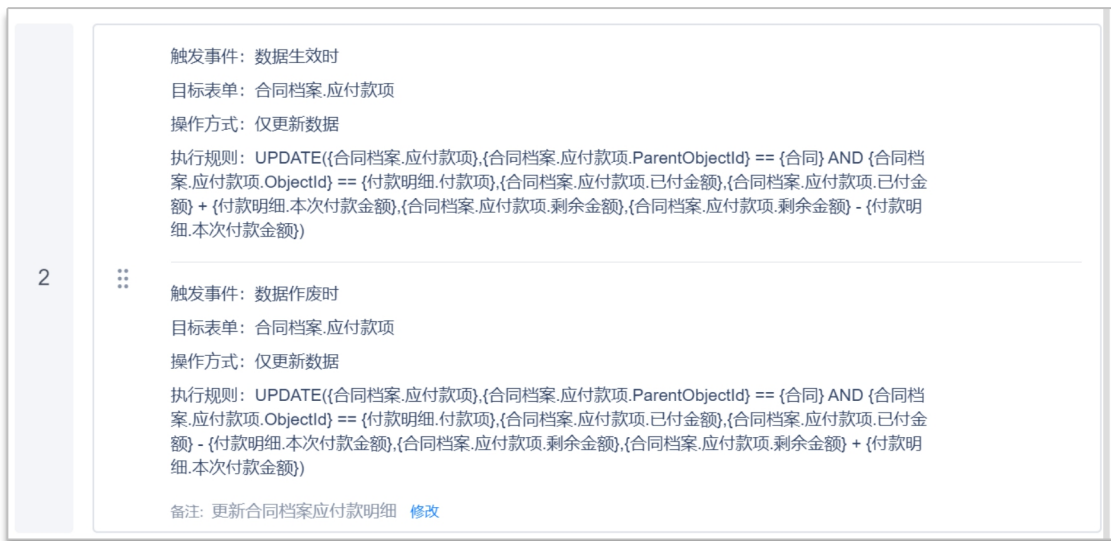 触发事件：数据生效时
目标表单：合同档案.应付款项
操作方式：仅更新数据
执行规则：UPDATE({合同档案.应付款项},{合同档案.应付款项.ParentObjectId} == {合同} AND {合同档
案.应付款项.ObjectId} == {付款明细.付款项},{合同档案.应付款项.已付金额},{合同档案.应付款项.已付金
额} + {付款明细.本次付款金额},{合同档案.应付款项.剩余金额},{合同档案.应付款项.剩余金额} - {付款明
细.本次付款金额})
2
触发事件：数据作废时
目标表单：合同档案.应付款项
操作方式：仅更新数据
执行规则：UPDATE({合同档案.应付款项},{合同档案.应付款项.ParentObjectId} == {合同} AND {合同档
案.应付款项.ObjectId} == {付款明细.付款项},{合同档案.应付款项.已付金额},{合同档案.应付款项.已付金
额} - {付款明细.本次付款金额},{合同档案.应付款项.剩余金额},{合同档案.应付款项.剩余金额} + {付款明
细.本次付款金额})
备注: 更新合同档案应付款明细 修改